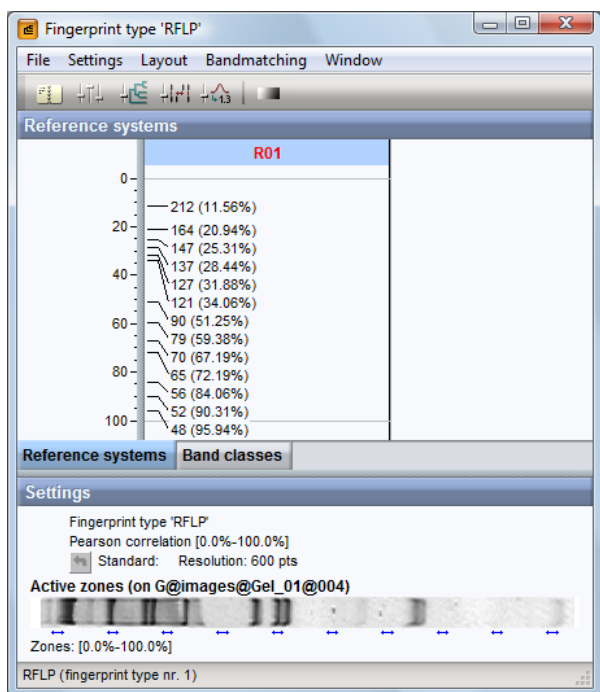 Fingerprint type 'RFLP'
File Settings Layout Bandmatching Window
1.3
Reference systems
R01
0
212 (11.56%)
20
164 (20.94%)
147 (25.31%)
137 (28.44%)
40
127 (31.88%)
121 (34.06%)
60
90 (51.25%)
79 (59.38%)
70 (67.19%)
80
65 (72.19%)
56 (84.06%)
52 (90.31%)
100
48 (95.94%)
Reference systems Band classes
Settings
Fingerprint type 'RFLP'
Pearson correlation [0.0%-100.0%]
Standard: Resolution: 600 pts
Active zones (on G@images@Gel_01@004)
Zones: [0.0%-100.0%]
RFLP (fingerprint type nr. 1)